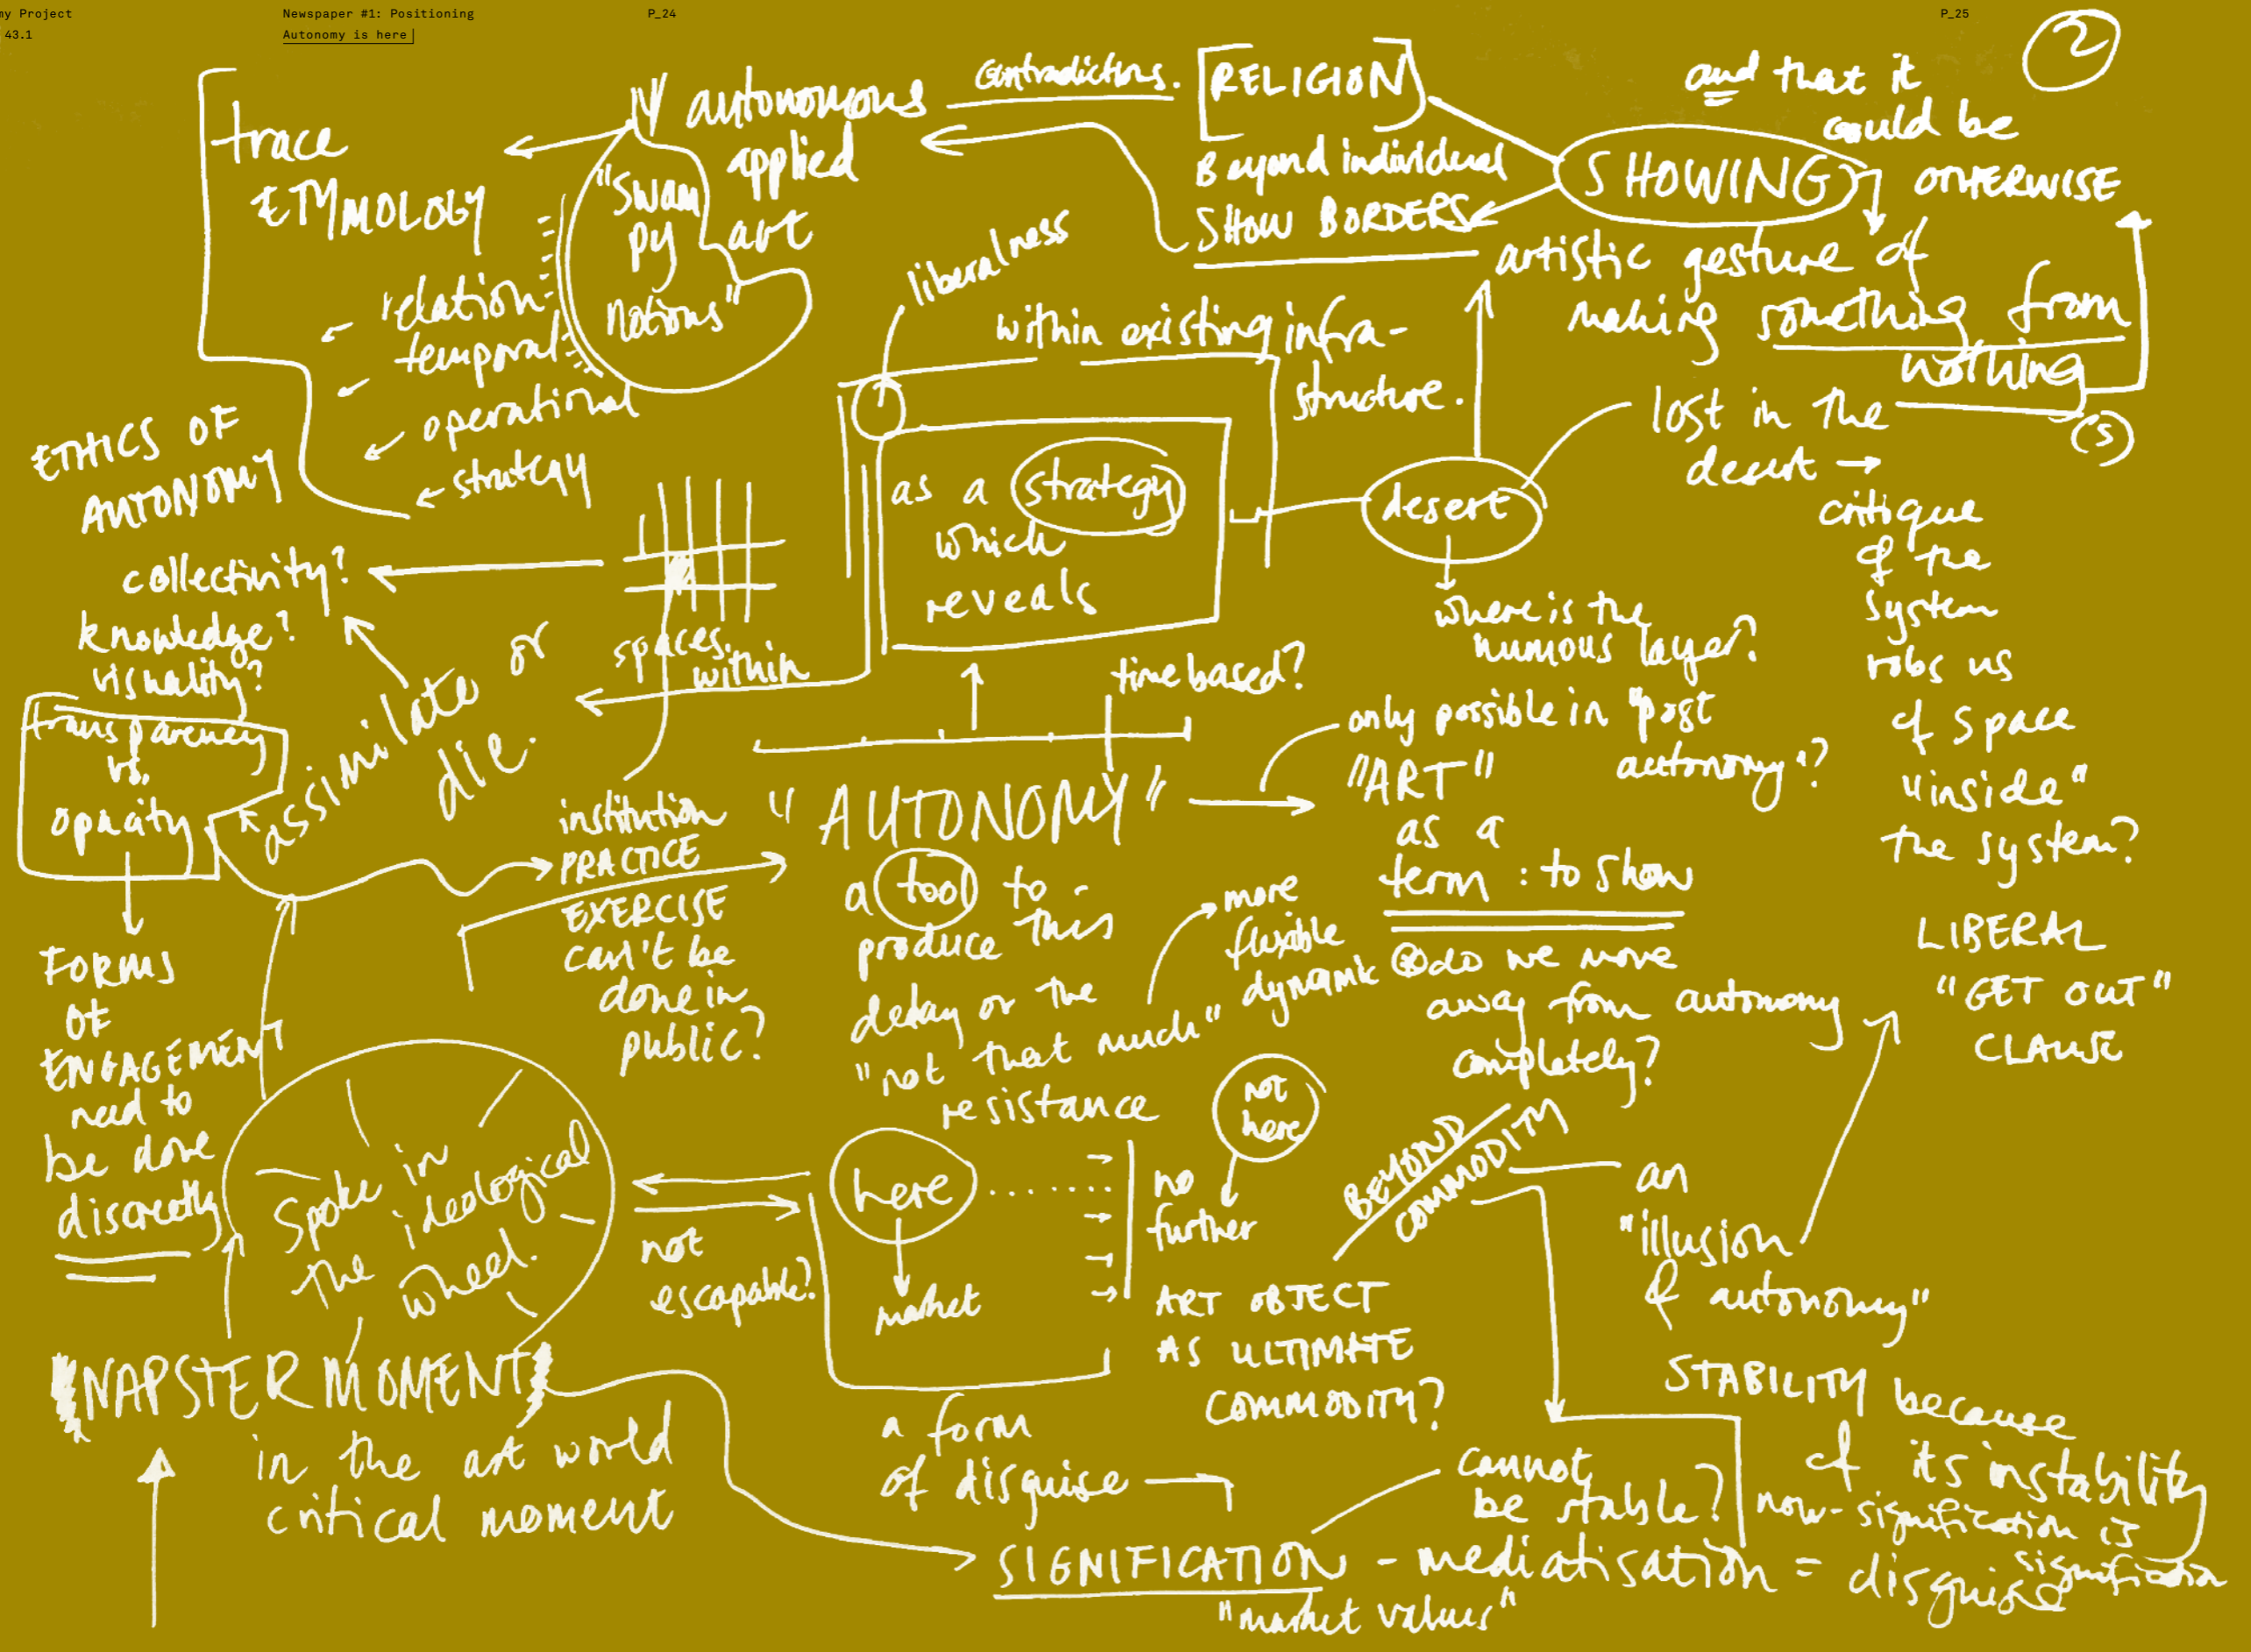 my Project
43.1
Newspaper #1: Positioning
Autonomy is here
P_24
P_25
2
trace
ETYMOLOGY
autonomous
applied
art
"swam
py
notions"
contradictions.
[RELIGION]
Beyond individual
SHOW BORDERS
SHOWING
and that it
could be
OTHERWISE
artistic gesture of
making something from
nothing
(s)
relation
temporal
operational
strategy
liberalness
within existing infra-
structure.
as a strategy
which
reveals
desert
lost in the
desert →
critique
of the
system
robs us
of space
"inside"
the system?
where is the
numous layer?
ETHICS OF
AUTONOMY
collectivity?
knowledge?
visuality?
transparency
vs.
opacity
assimilate or
die.
spaces
within
time based?
only possible in "post
autonomy"?
"AUTONOMY"
"ART"
as a
term : to show
institution
PRACTICE
EXERCISE
can't be
done in
public?
a tool to
produce this
delay or the
"not that much"
resistance
more
flexible
dynamic
do we move
away from autonomy
completely?
LIBERAL
"GET OUT"
CLAUSE
FORMS
OF
ENGAGEMENT
need to
be done
discreetly
Spoke in
the ideological
wheel.
not
escapable?
here
market
not
here
no
further
BEYOND
COMMODITY
an
"illusion
of autonomy"
ART OBJECT
AS ULTIMATE
COMMODITY?
NAPSTER MOMENT
in the art world
critical moment
a form
of disguise
STABILITY because
of its instability
cannot
be stable?
now-signification is
signification
SIGNIFICATION - mediatisation = disguise
"market values"